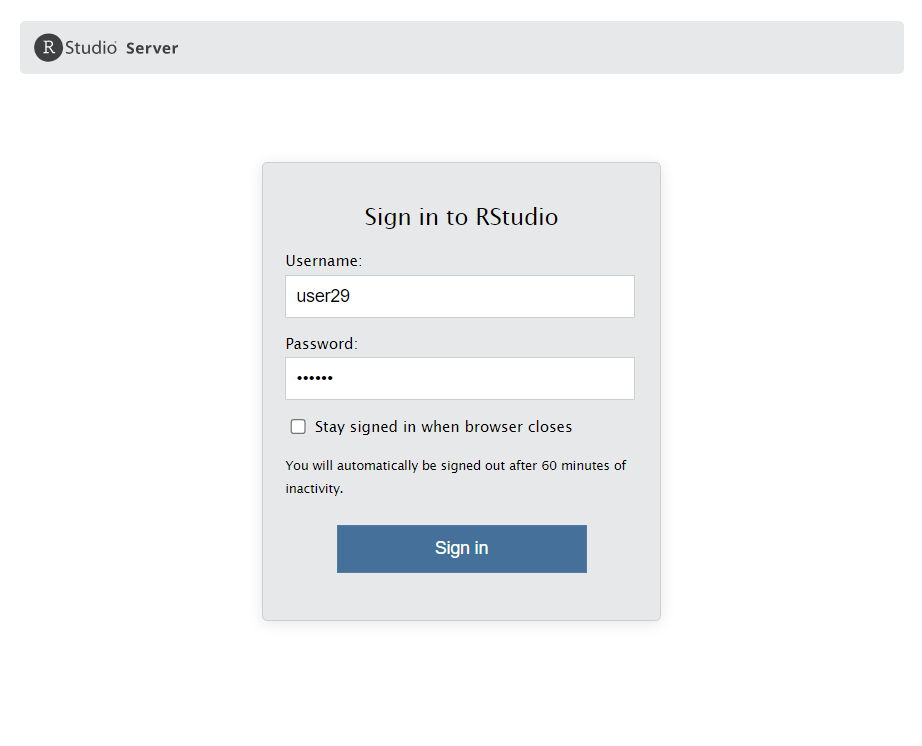 R Studio Server
Sign in to RStudio
Username:
user29
Password:
••••••
Stay signed in when browser closes
You will automatically be signed out after 60 minutes of
inactivity.
Sign in